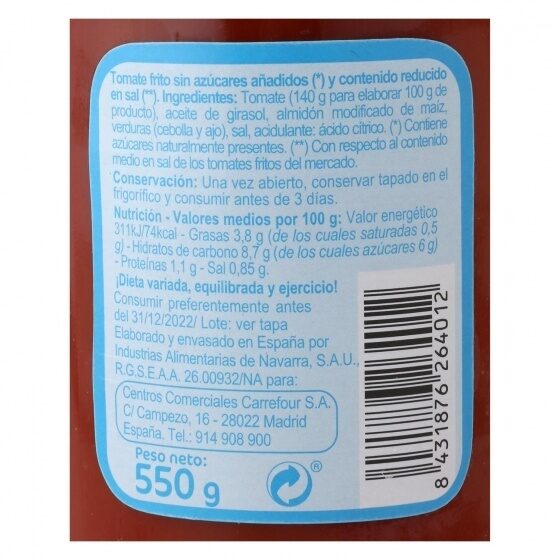 Tomate frito sin azúcares añadidos (*) y contenido reducido
en sal (**). Ingredientes: Tomate (140 g para elaborar 100 g de
producto), aceite de girasol, almidón modificado de maíz,
verduras (cebolla y ajo), sal, acidulante: ácido cítrico. (*) Contiene
azúcares naturalmente presentes. (**) Con respecto al contenido
medio en sal de los tomates fritos del mercado.
Conservación: Una vez abierto, conservar tapado en el
frigorífico y consumir antes de 3 días.
Nutrición - Valores medios por 100 g: Valor energético
311kJ/74kcal - Grasas 3,8 g (de los cuales saturadas 0,5
g) - Hidratos de carbono 8,7 g (de los cuales azúcares 6 g)
- Proteínas 1,1 g - Sal 0,85 g.
¡Dieta variada, equilibrada y ejercicio!
Consumir preferentemente antes
del 31/12/2022/ Lote: ver tapa
Elaborado y envasado en España por
Industrias Alimentarias de Navarra, S.A.U.,
R.G.S.E.A.A. 26.00932/NA para:
Centros Comerciales Carrefour S.A.
C/ Campezo, 16 - 28022 Madrid
España. Tel.: 914 908 900
Peso neto:
550 g
®
8 431876 264012